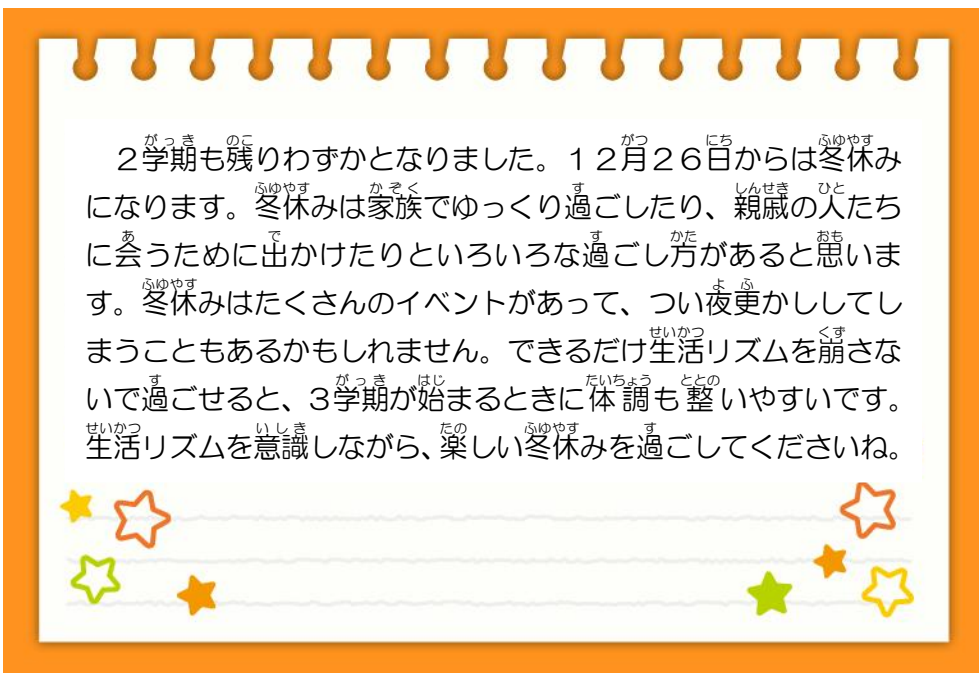 ２学期も残りわずかとなりました。１２月２６日からは冬休み
になります。冬休みは家族でゆっくり過ごしたり、親戚の人たち
に会うために出かけたりといろいろな過ごし方があると思いま
す。冬休みはたくさんのイベントがあって、つい夜更かししてし
まうこともあるかもしれません。できるだけ生活リズムを崩さな
いで過ごせると、３学期が始まるときに体調も整いやすいです。
生活リズムを意識しながら、楽しい冬休みを過ごしてくださいね。